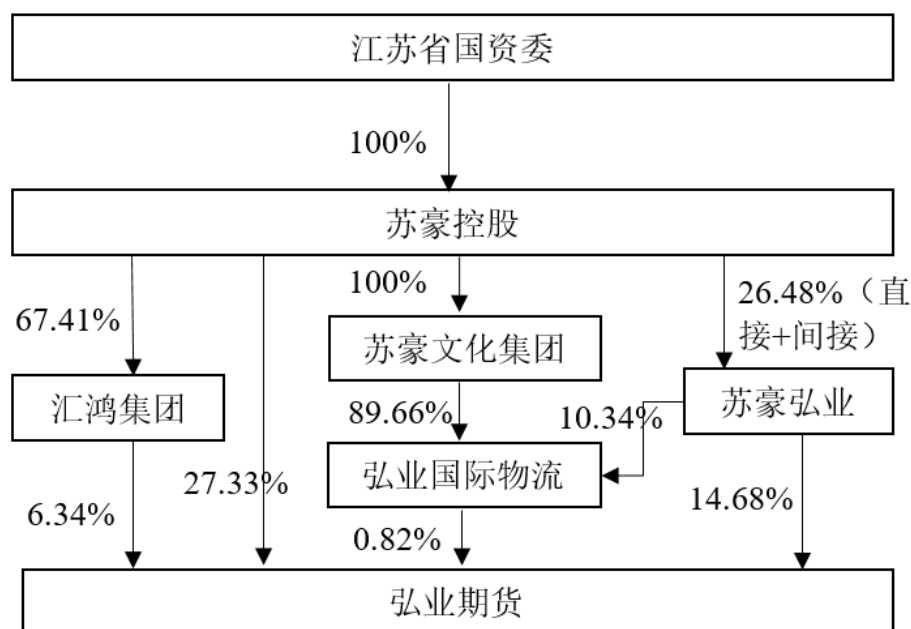 江苏省国资委
100%
苏豪控股
100%
26.48%（直
接+间接）
67.41%
苏豪文化集团
汇鸿集团
苏豪弘业
89.66%
10.34%
弘业国际物流
27.33%
14.68%
6.34%
0.82%
弘业期货